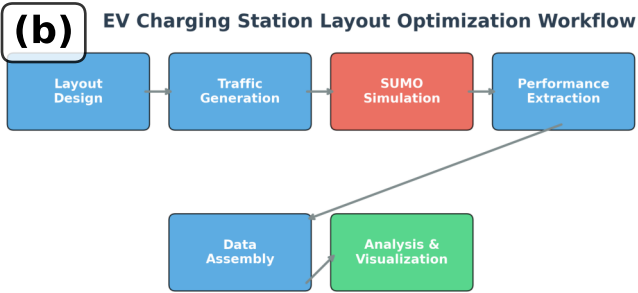 (b)
EV Charging Station Layout Optimization Workflow
Layout
Design
Traffic
Generation
SUMO
Simulation
Performance
Extraction
Data
Assembly
Analysis &
Visualization